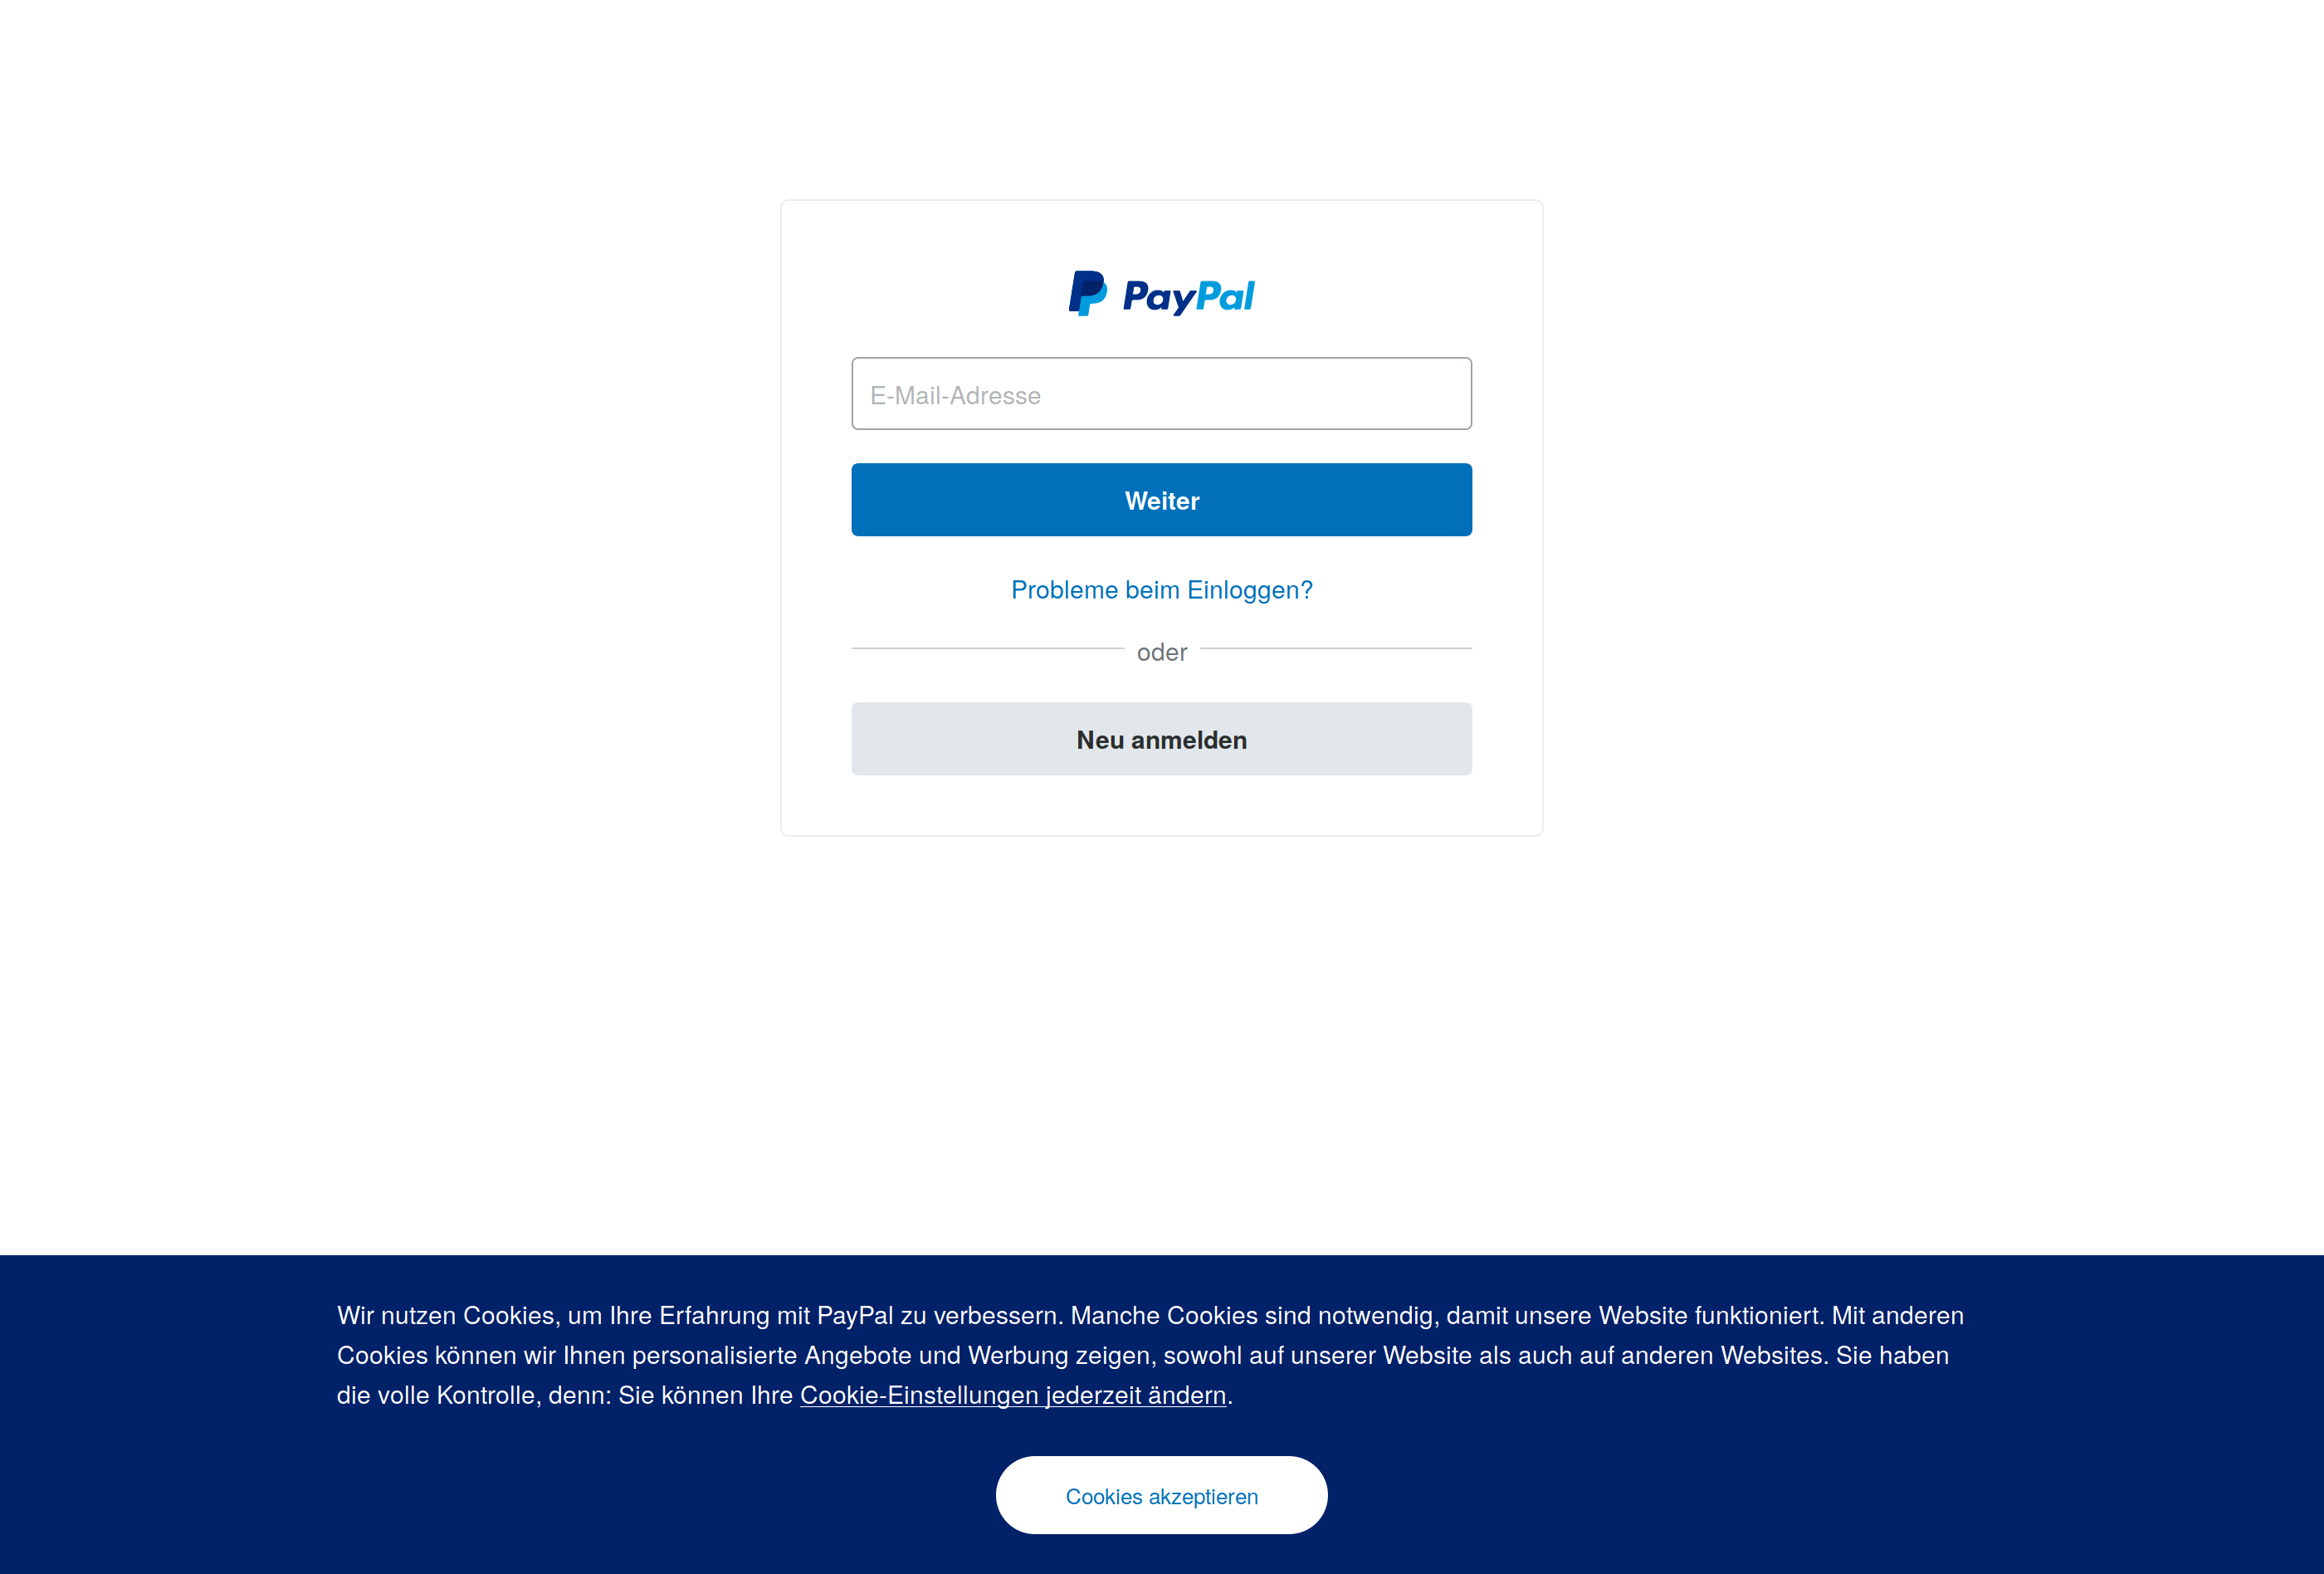 PayPal
E-Mail-Adresse
Weiter
Probleme beim Einloggen?
oder
Neu anmelden
Wir nutzen Cookies, um Ihre Erfahrung mit PayPal zu verbessern. Manche Cookies sind notwendig, damit unsere Website funktioniert. Mit anderen
Cookies können wir Ihnen personalisierte Angebote und Werbung zeigen, sowohl auf unserer Website als auch auf anderen Websites. Sie haben
die volle Kontrolle, denn: Sie können Ihre Cookie-Einstellungen jederzeit ändern.
Cookies akzeptieren